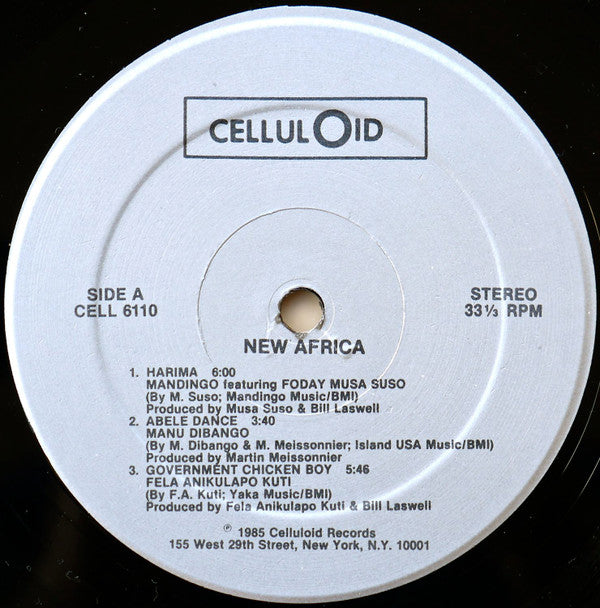 CELLULOID
SIDE A
CELL 6110
STEREO
33 1/3 RPM
NEW AFRICA
1. HARIMA 6:00
MANDINGO featuring FODAY MUSA SUSO
(By M. Suso; Mandingo Music/BMI)
Produced by Musa Suso & Bill Laswell
2. ABELE DANCE 3:40
MANU DIBANGO
(By M. Dibango & M. Meissonnier; Island USA Music/BMI)
Produced by Martin Meissonnier
3. GOVERNMENT CHICKEN BOY 5:46
FELA ANIKULAPO KUTI
(By F.A. Kuti; Yaka Music/BMI)
Produced by Fela Anikulapo Kuti & Bill Laswell
℗ 1985 Celluloid Records
155 West 29th Street, New York, N.Y. 10001